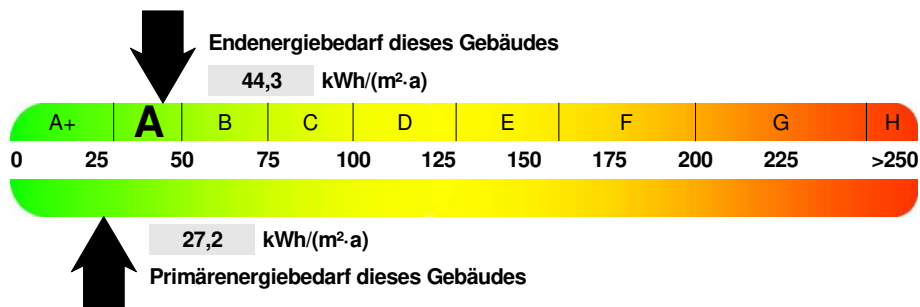 Endenergiebedarf dieses Gebäudes
44,3 kWh/(m²·a)
A+ A B C D E F G H
0 25 50 75 100 125 150 175 200 225 >250
27,2 kWh/(m²·a)
Primärenergiebedarf dieses Gebäudes